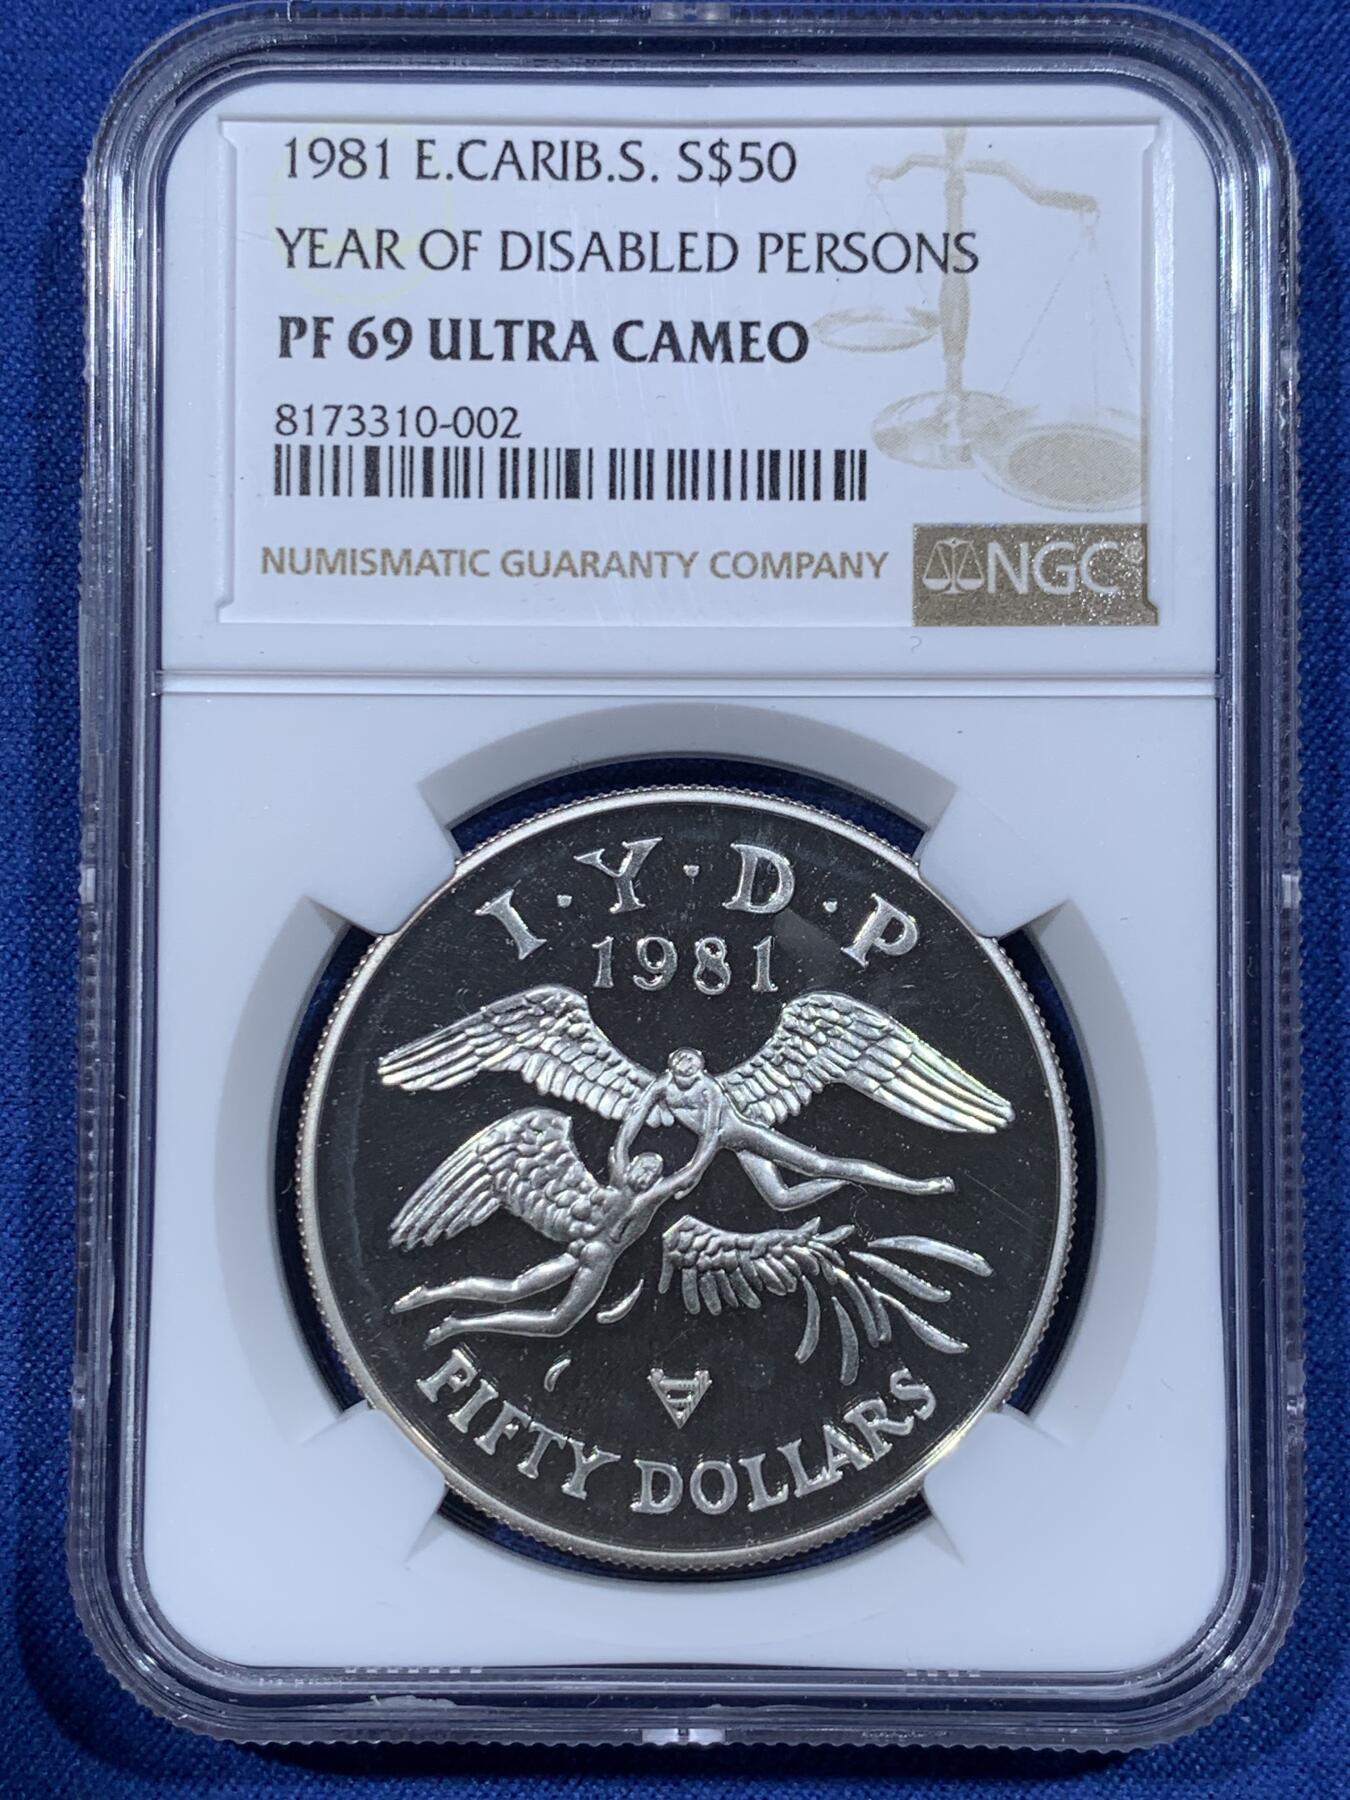 1981 E.CARIB.S. S$50
YEAR OF DISABLED PERSONS
PF 69 ULTRA CAMEO
8173310-002
NUMISMATIC GUARANTY COMPANY
NGC®
I·Y·D·P
1981
FIFTY DOLLARS